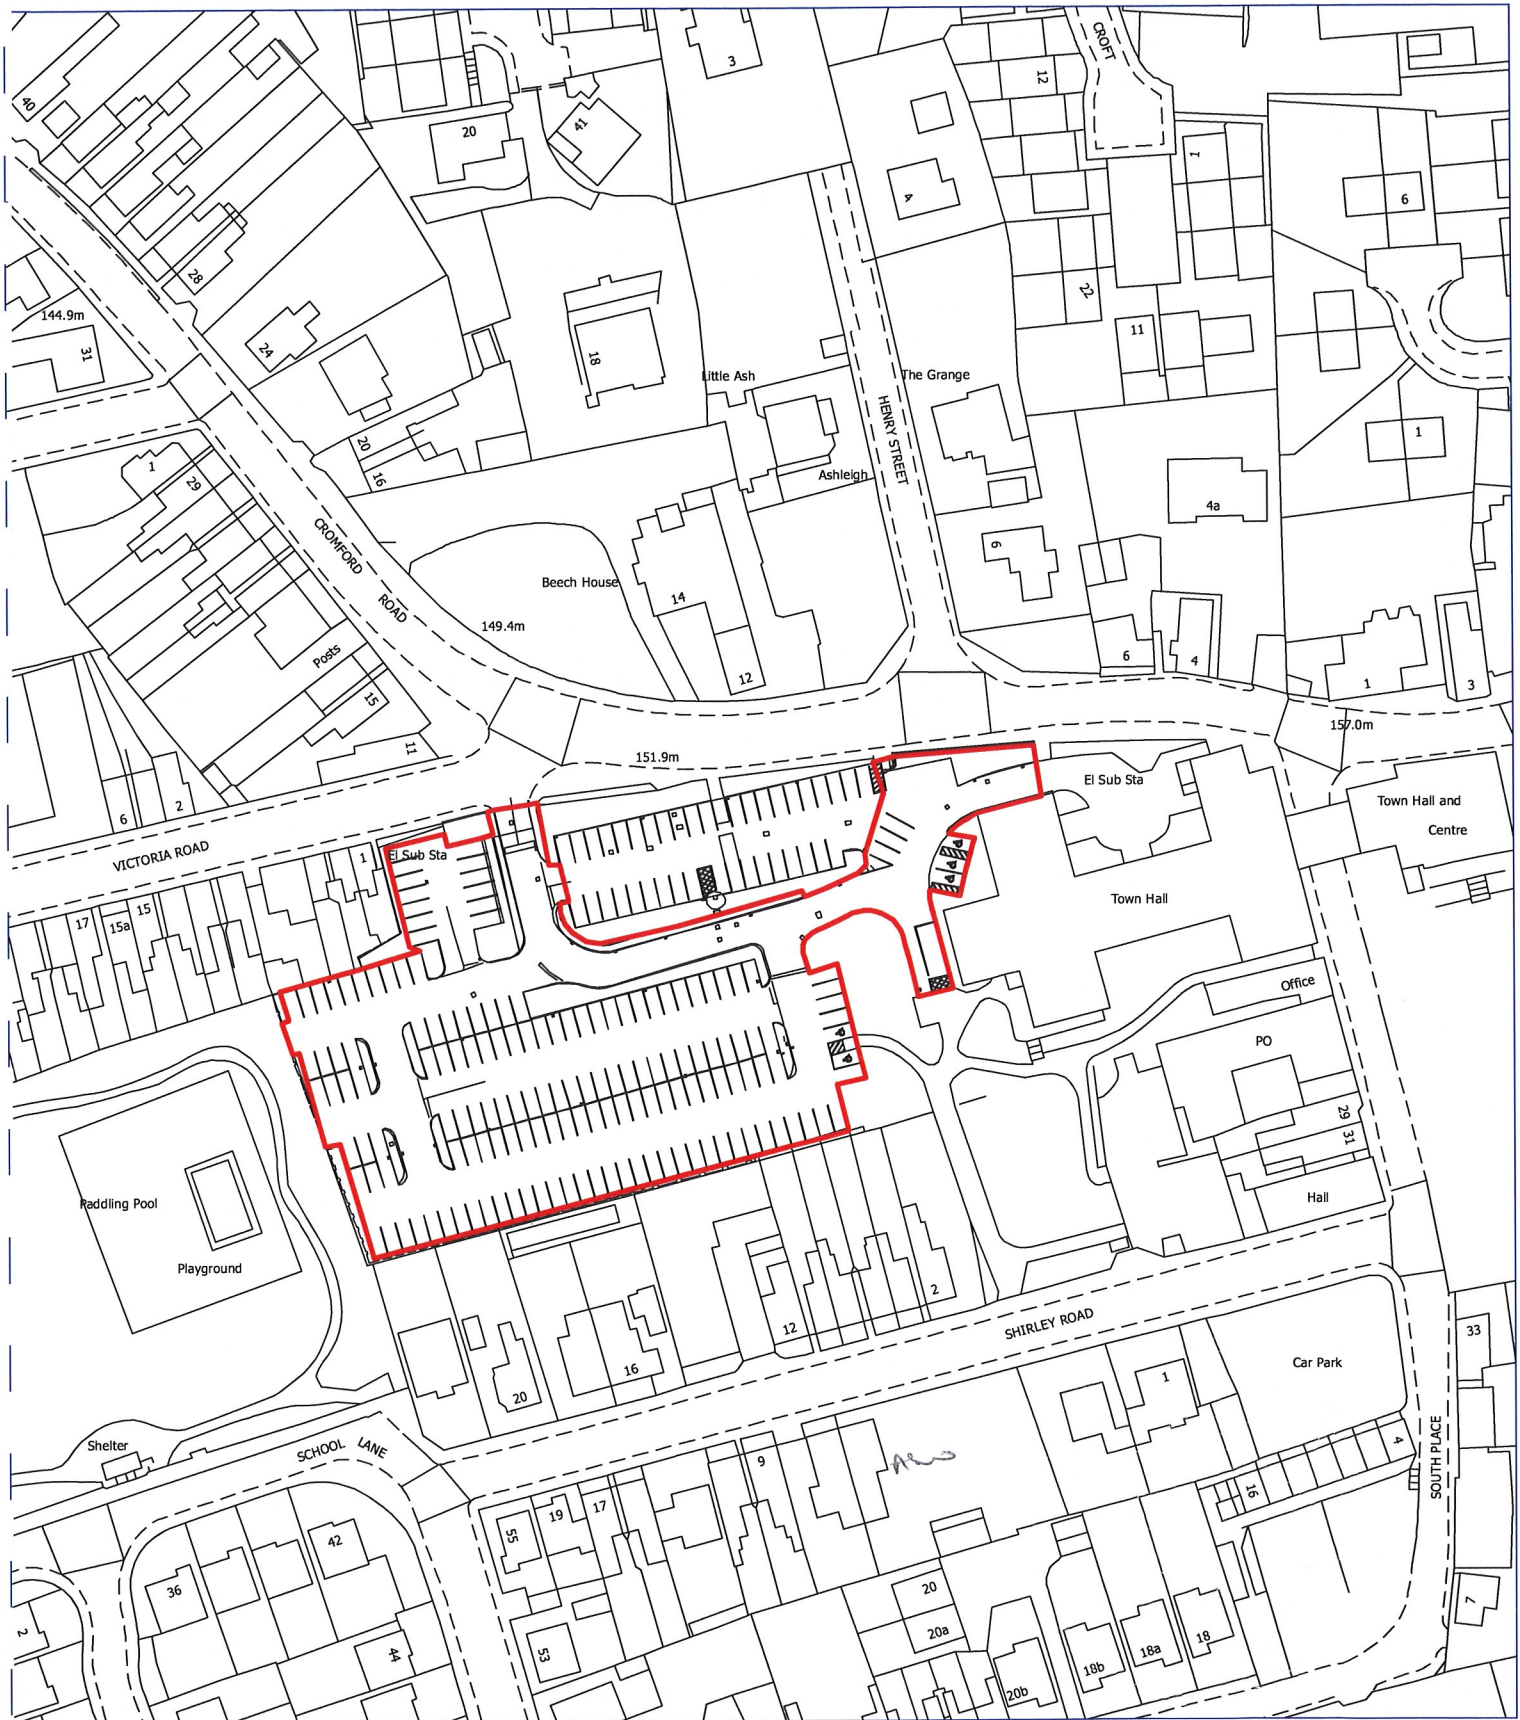 CROFT
3
12
40
20
41
1
4
6
28
22
144.9m
31
24
18
11
Little Ash
The Grange
HENRY STREET
1
20
16
Ashleigh
1
29
4a
CROMFORD
ROAD
6
Beech House
14
149.4m
Posts
6
4
12
1
3
15
157.0m
11
151.9m
El Sub Sta
6
2
Town Hall and
Centre
VICTORIA ROAD
1
El Sub Sta
17
15a
15
Town Hall
Office
PO
29
31
Paddling Pool
Hall
Playground
2
12
SHIRLEY ROAD
33
16
20
Car Park
1
Shelter
SCHOOL LANE
SOUTH PLACE
4
9
16
55
19
17
42
36
20
7
2
20a
44
53
18b
18a
18
20b